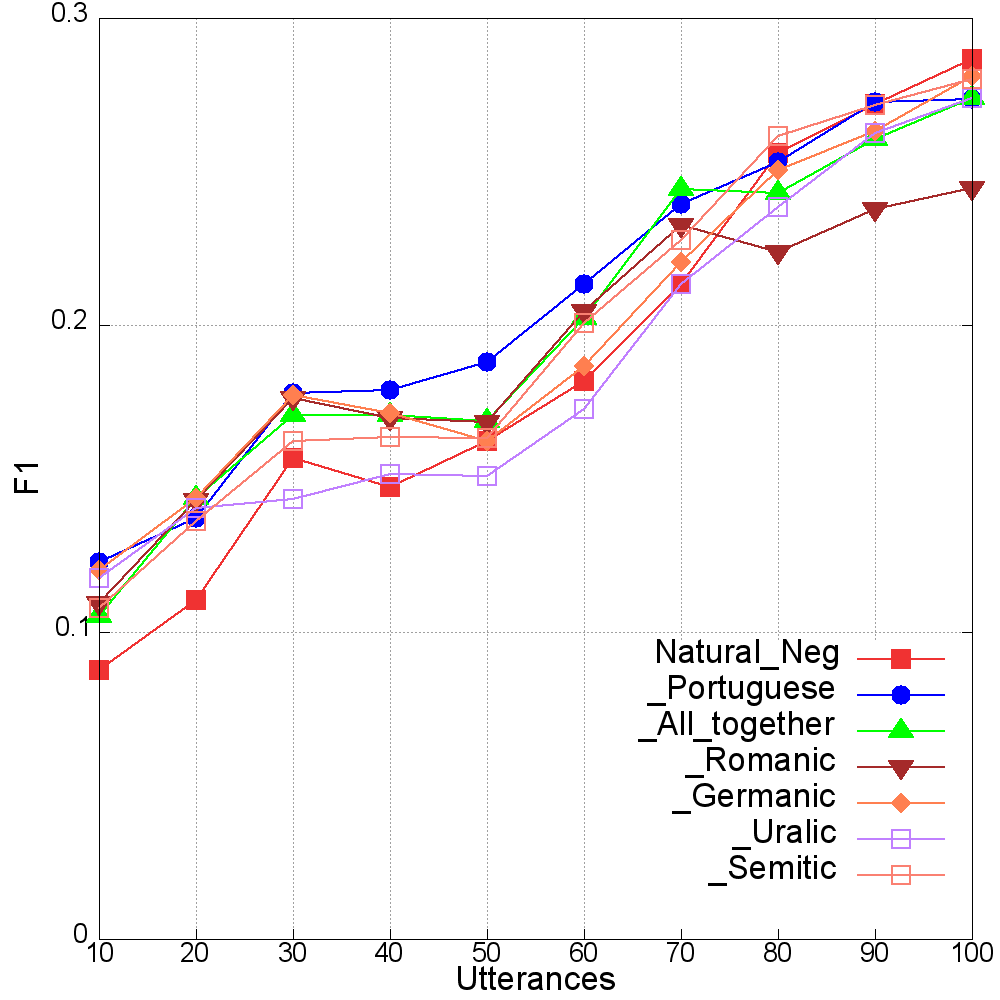 0.3
0.2
0.1
0
F1
Natural_Neg
_Portuguese
_All_together
_Romanic
_Germanic
_Uralic
_Semitic
10 20 30 40 50 60 70 80 90 100
Utterances